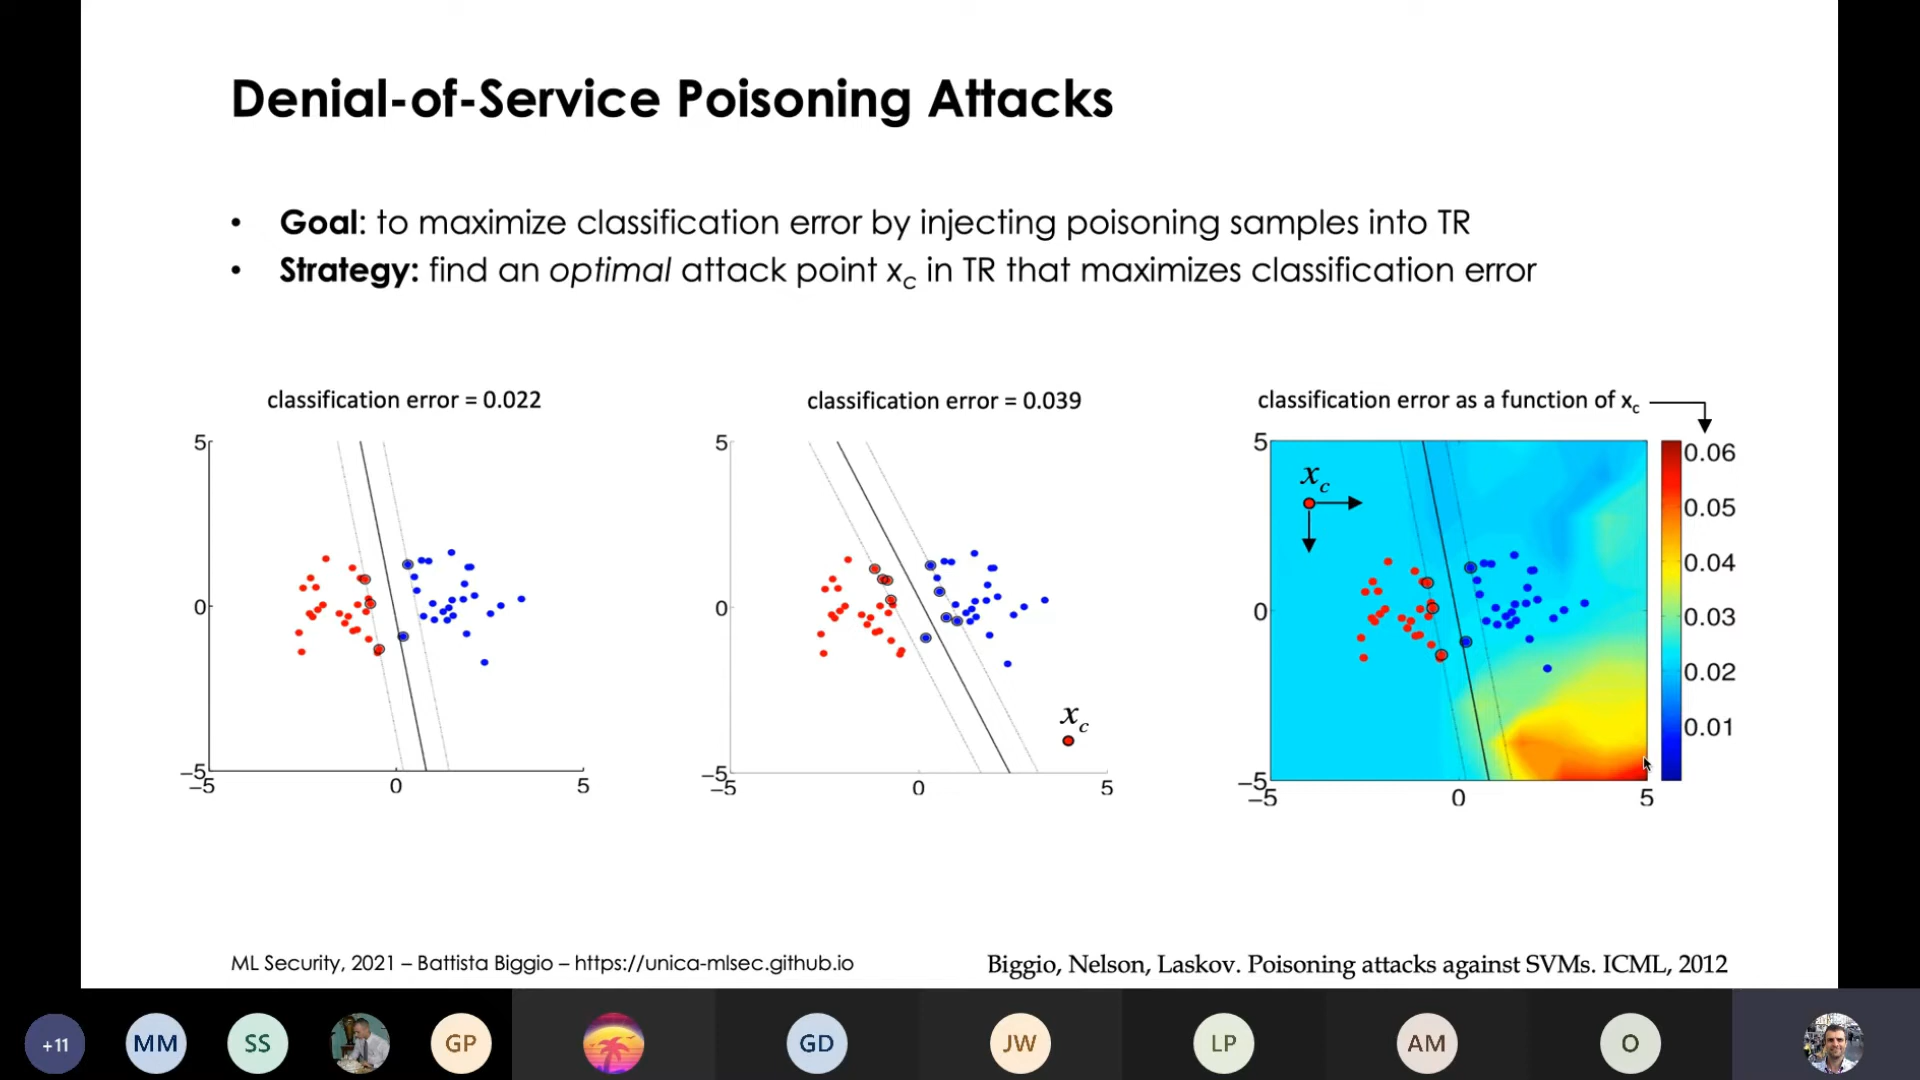 Denial-of-Service Poisoning Attacks
• Goal: to maximize classification error by injecting poisoning samples into TR
• Strategy: find an optimal attack point xc in TR that maximizes classification error
classification error = 0.022
classification error = 0.039
classification error as a function of xc
5
0
−5
−5
0
5
5
0
−5
−5
0
5
xc
5
0
−5
−5
0
5
xc
0.06
0.05
0.04
0.03
0.02
0.01
ML Security, 2021 – Battista Biggio – https://unica-mlsec.github.io
Biggio, Nelson, Laskov. Poisoning attacks against SVMs. ICML, 2012
+11
MM
SS
GP
GD
JW
LP
AM
O